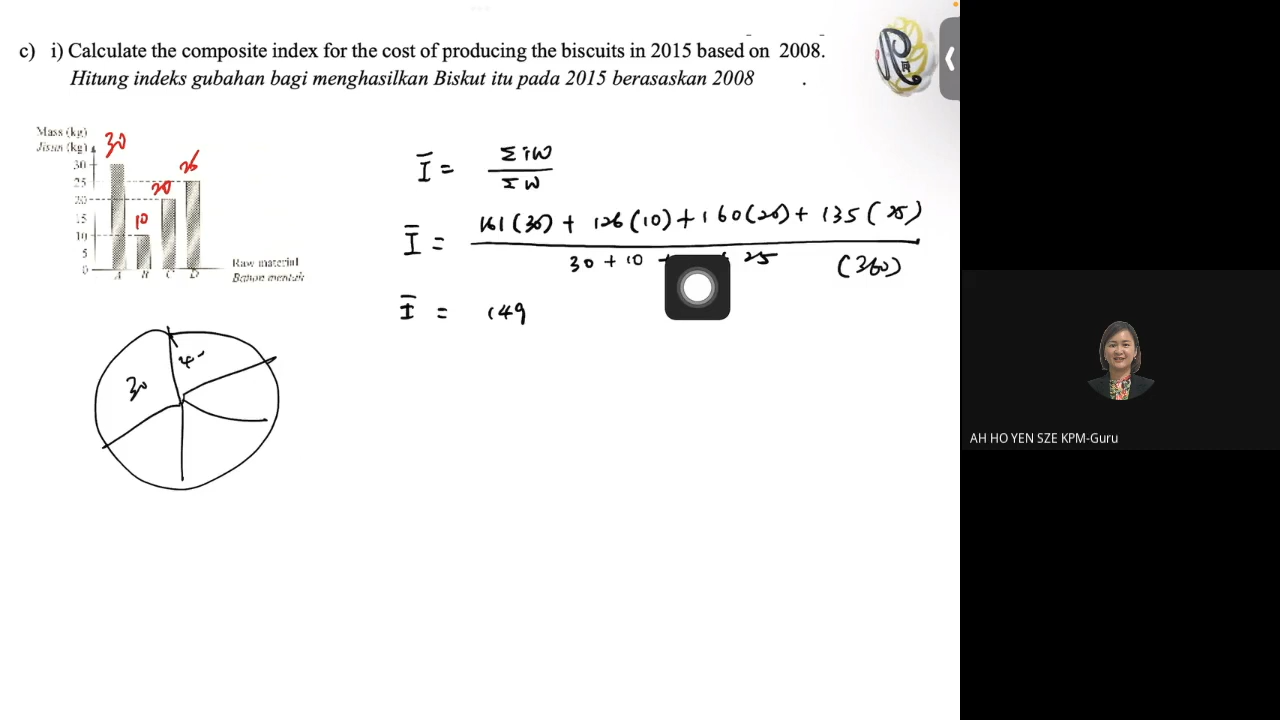 c) i) Calculate the composite index for the cost of producing the biscuits in 2015 based on 2008.
Hitung indeks gubahan bagi menghasilkan Biskut itu pada 2015 berasaskan 2008 .
Mass (kg)
Jisim (kg)
30
30
25
20
15
10
5
0
10
20
A B C D
Raw material
Bahan mentah
Ī = ΣIW
ΣW
Ī = 161(30) + 126(10) + 160(20) + 135(25)
30 + 10 + 25 (360)
Ī = 149
30
AH HO YEN SZE KPM-Guru